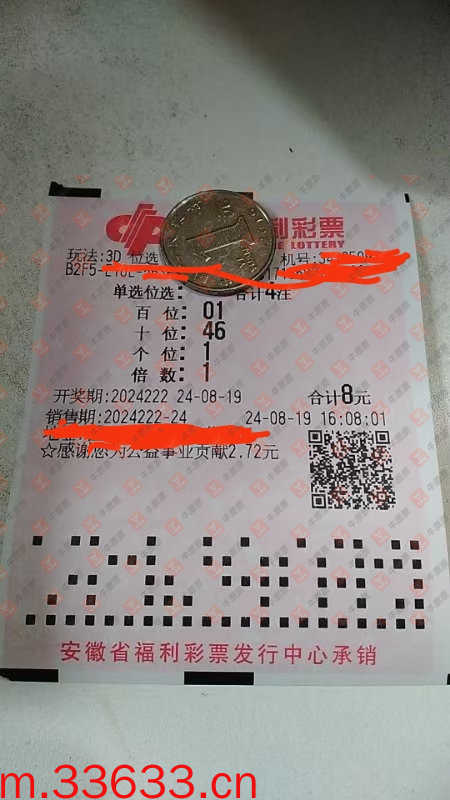 利彩票
LOTTERY
玩法:3D 位选
机号:
单选位选:
合计4注
百 位: 01
十 位: 46
个 位: 1
倍 数: 1
开奖期:2024222 24-08-19 合计8元
销售期:2024222-24 24-08-19 16:08:01
☆感谢您为公益事业贡献2.72元
安徽省福利彩票发行中心承销
m.33633.cn